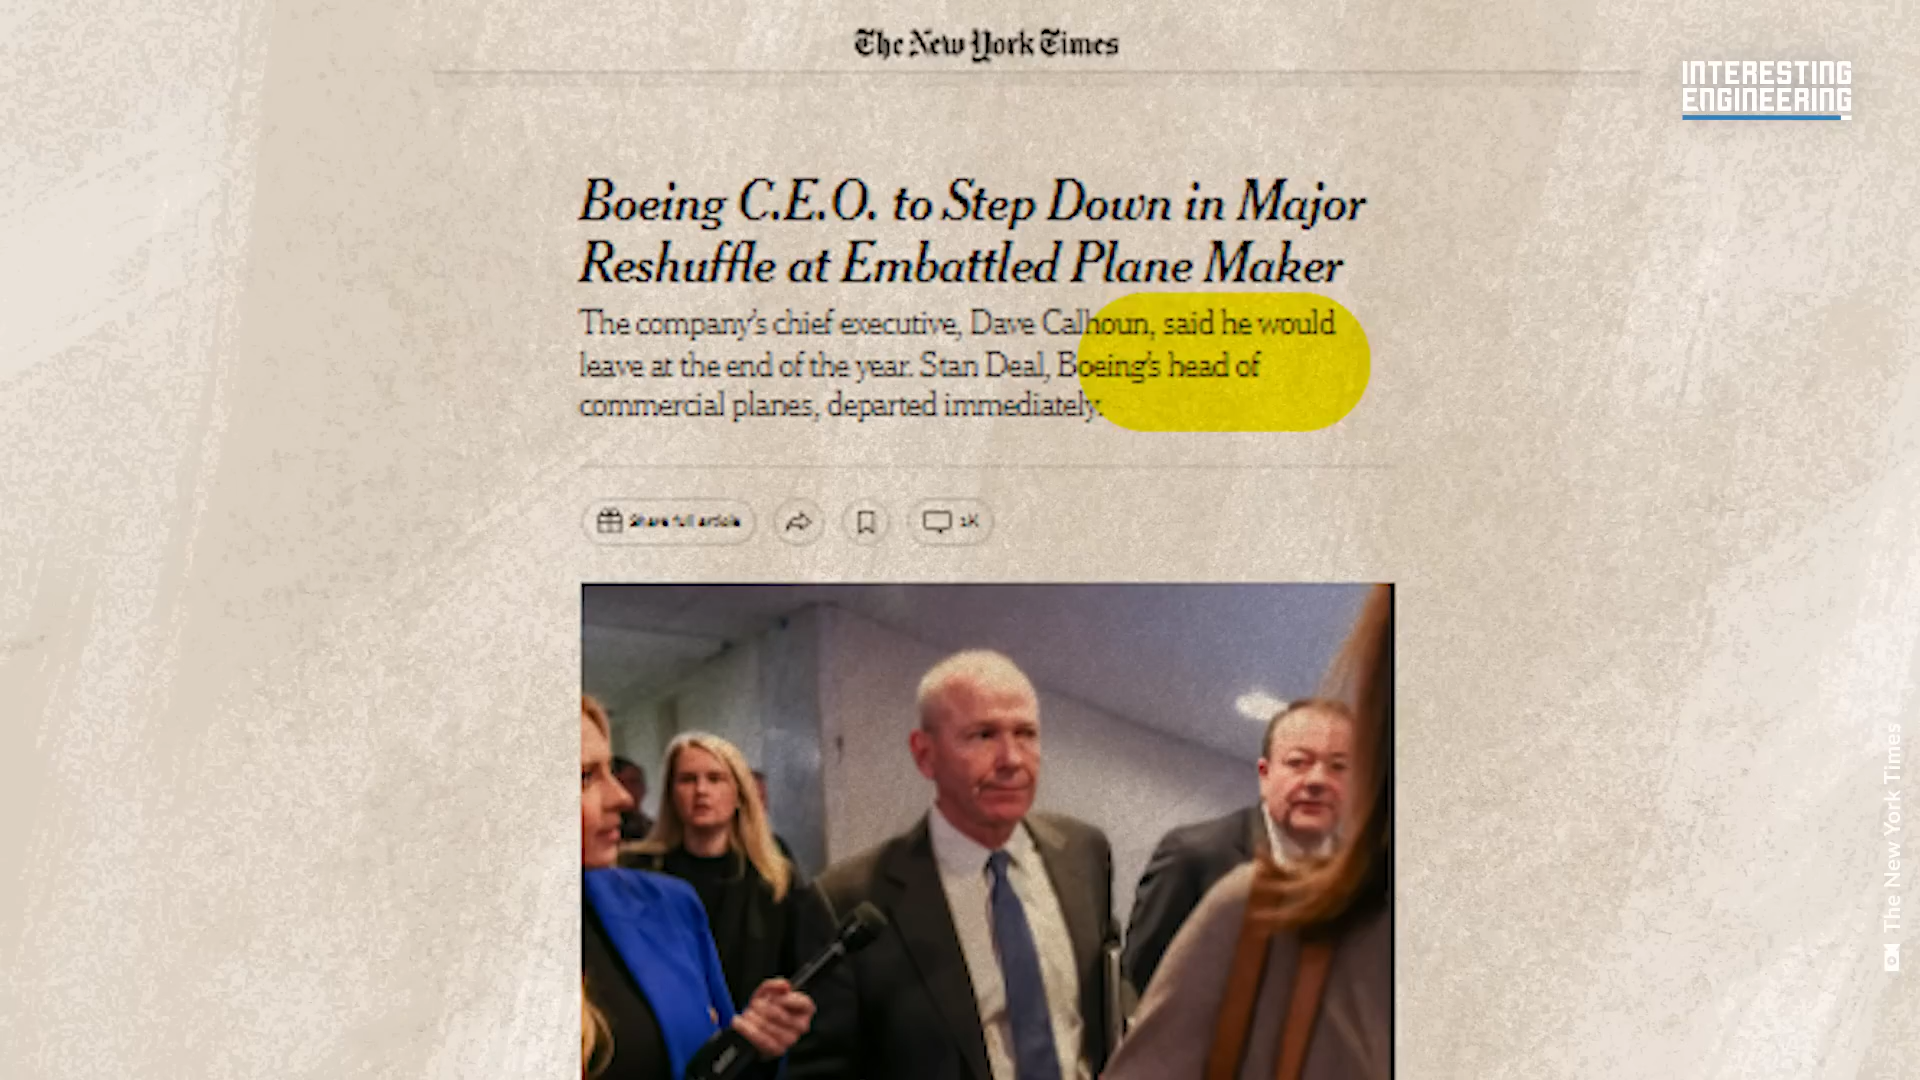 The New York Times
INTERESTING
ENGINEERING
Boeing C.E.O. to Step Down in Major
Reshuffle at Embattled Plane Maker
The company's chief executive, Dave Calhoun, said he would
leave at the end of the year. Stan Deal, Boeing's head of
commercial planes, departed immediately.
Share full article
1K
The New York Times